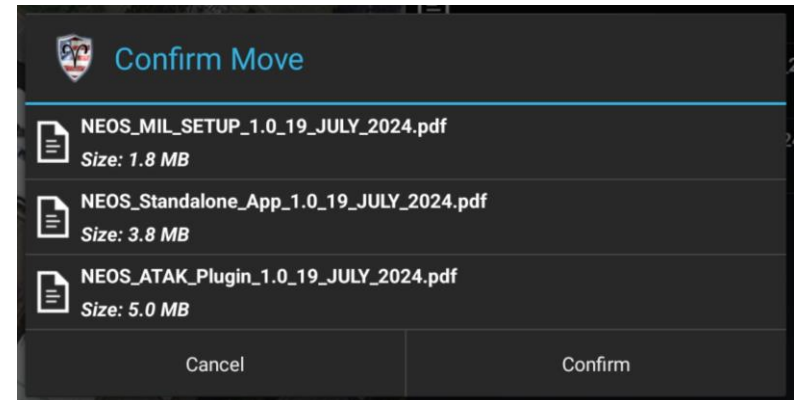 Confirm Move
NEOS_MIL_SETUP_1.0_19_JULY_2024.pdf
Size: 1.8 MB
NEOS_Standalone_App_1.0_19_JULY_2024.pdf
Size: 3.8 MB
NEOS_ATAK_Plugin_1.0_19_JULY_2024.pdf
Size: 5.0 MB
Cancel
Confirm